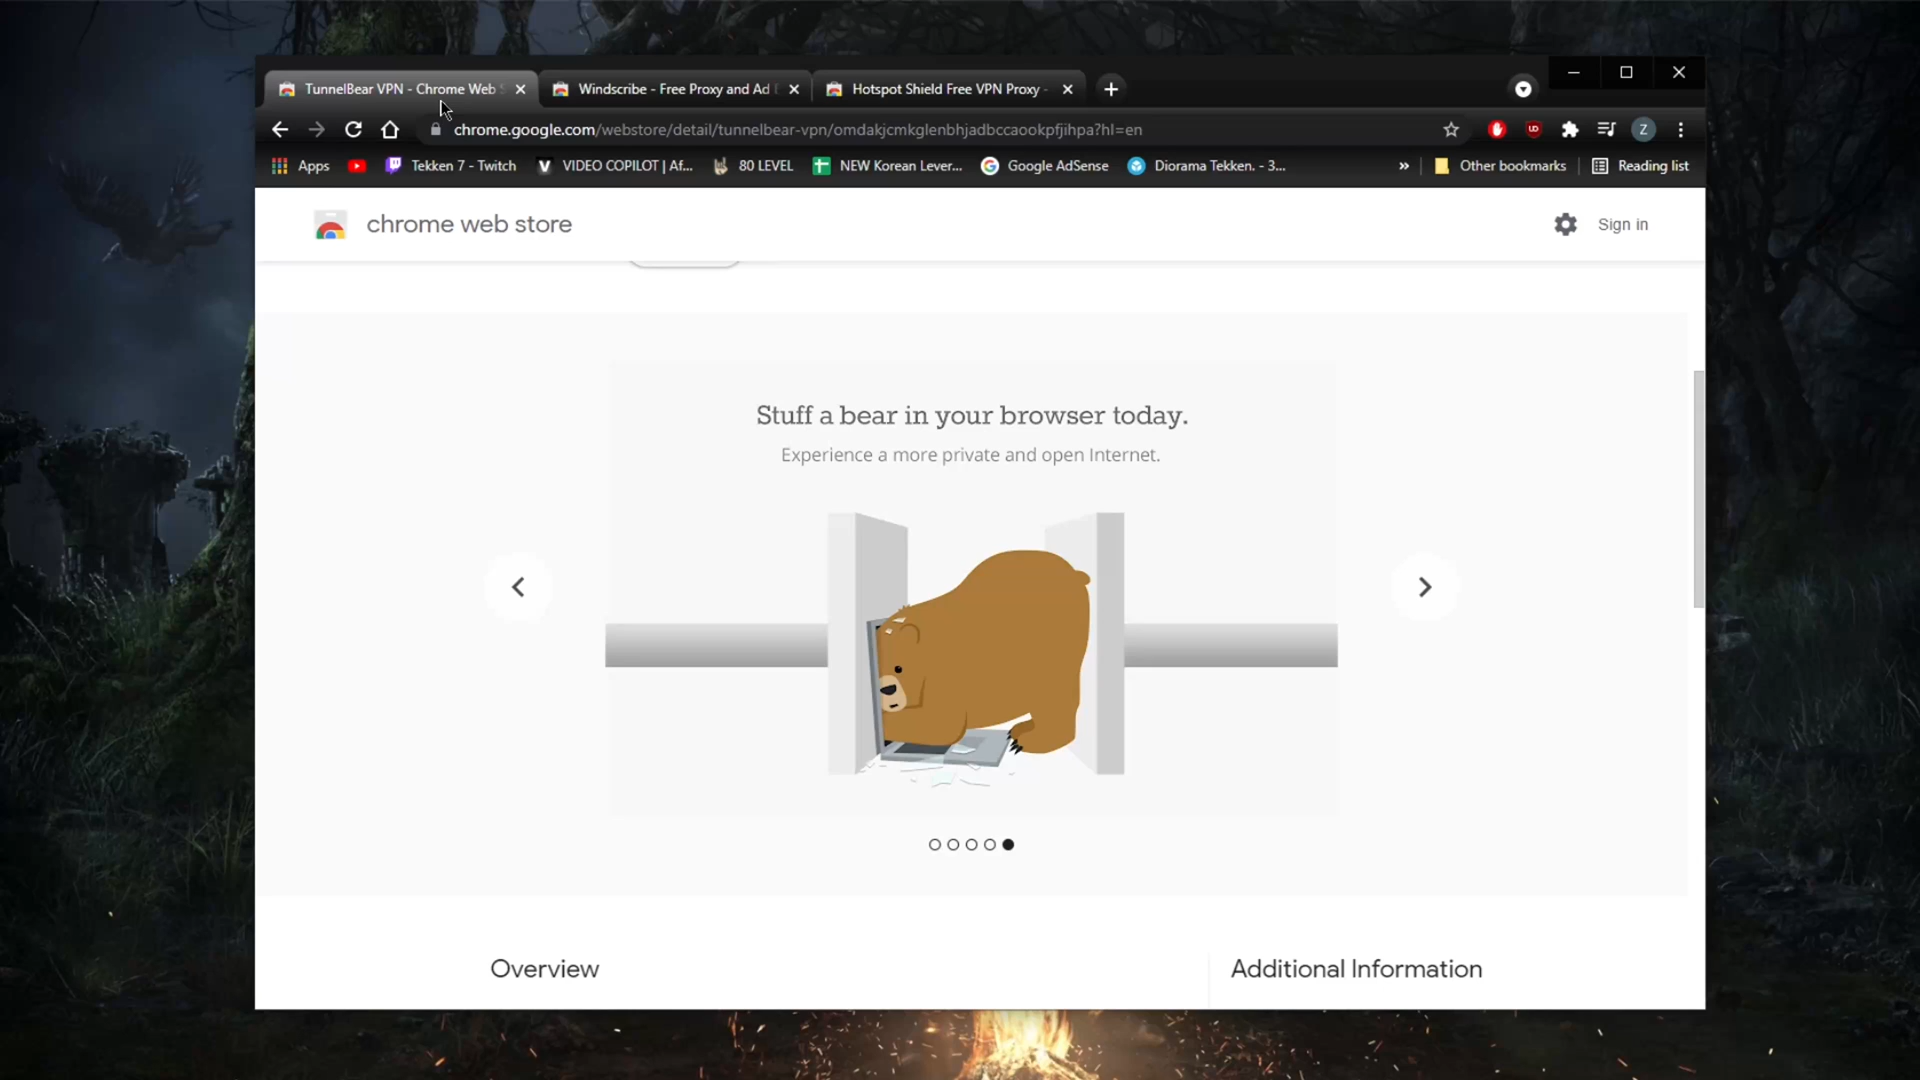 TunnelBear VPN - Chrome Web S
Windscribe - Free Proxy and Ad
Hotspot Shield Free VPN Proxy -
chrome.google.com/webstore/detail/tunnelbear-vpn/omdakjcmkglenbhjadbccaookpfjihpa?hl=en
UD
Z
Apps
Tekken 7 - Twitch
V VIDEO COPILOT | Af...
80 LEVEL
NEW Korean Lever...
G Google AdSense
Diorama Tekken. - 3...
»
Other bookmarks
Reading list
chrome web store
Sign in
Stuff a bear in your browser today.
Experience a more private and open Internet.
Overview
Additional Information